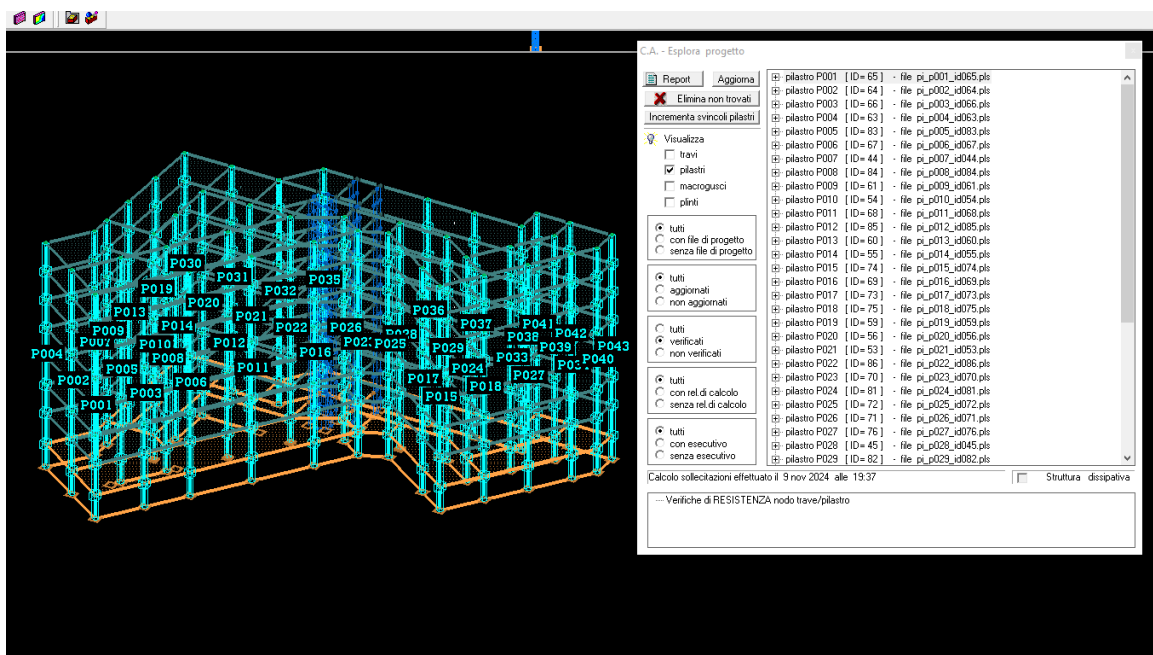 C.A. - Esplora progetto
Report
Aggiorna
Elimina non trovati
Incrementa svincoli pilastri
Visualizza
travi
pilastri
macrogusci
plinti
tutti
con file di progetto
senza file di progetto
tutti
aggiornati
non aggiornati
tutti
verificati
non verificati
tutti
con rel.di calcolo
senza rel.di calcolo
tutti
con esecutivo
senza esecutivo
pilastro P001 [ ID= 65 ] - file pi_p001_id065.pls
pilastro P002 [ ID= 64 ] - file pi_p002_id064.pls
pilastro P003 [ ID= 66 ] - file pi_p003_id066.pls
pilastro P004 [ ID= 63 ] - file pi_p004_id063.pls
pilastro P005 [ ID= 83 ] - file pi_p005_id083.pls
pilastro P006 [ ID= 67 ] - file pi_p006_id067.pls
pilastro P007 [ ID= 44 ] - file pi_p007_id044.pls
pilastro P008 [ ID= 84 ] - file pi_p008_id084.pls
pilastro P009 [ ID= 61 ] - file pi_p009_id061.pls
pilastro P010 [ ID= 54 ] - file pi_p010_id054.pls
pilastro P011 [ ID= 68 ] - file pi_p011_id068.pls
pilastro P012 [ ID= 85 ] - file pi_p012_id085.pls
pilastro P013 [ ID= 60 ] - file pi_p013_id060.pls
pilastro P014 [ ID= 55 ] - file pi_p014_id055.pls
pilastro P015 [ ID= 74 ] - file pi_p015_id074.pls
pilastro P016 [ ID= 69 ] - file pi_p016_id069.pls
pilastro P017 [ ID= 73 ] - file pi_p017_id073.pls
pilastro P018 [ ID= 75 ] - file pi_p018_id075.pls
pilastro P019 [ ID= 59 ] - file pi_p019_id059.pls
pilastro P020 [ ID= 56 ] - file pi_p020_id056.pls
pilastro P021 [ ID= 53 ] - file pi_p021_id053.pls
pilastro P022 [ ID= 86 ] - file pi_p022_id086.pls
pilastro P023 [ ID= 70 ] - file pi_p023_id070.pls
pilastro P024 [ ID= 81 ] - file pi_p024_id081.pls
pilastro P025 [ ID= 72 ] - file pi_p025_id072.pls
pilastro P026 [ ID= 71 ] - file pi_p026_id071.pls
pilastro P027 [ ID= 76 ] - file pi_p027_id076.pls
pilastro P028 [ ID= 45 ] - file pi_p028_id045.pls
pilastro P029 [ ID= 82 ] - file pi_p029_id082.pls
Calcolo sollecitazioni effettuato il 9 nov 2024 alle 19:37
Struttura dissipativa
Verifiche di RESISTENZA nodo trave/pilastro
P030
P031
P035
P019
P032
P020
P013
P036
P021
P014
P022
P026
P037
P041
P009
P042
P025
P012
P010
P038
P039
P043
P004
P016
P029
P008
P033
P040
P005
P011
P024
P027
P002
P006
P017
P018
P003
P015
P001